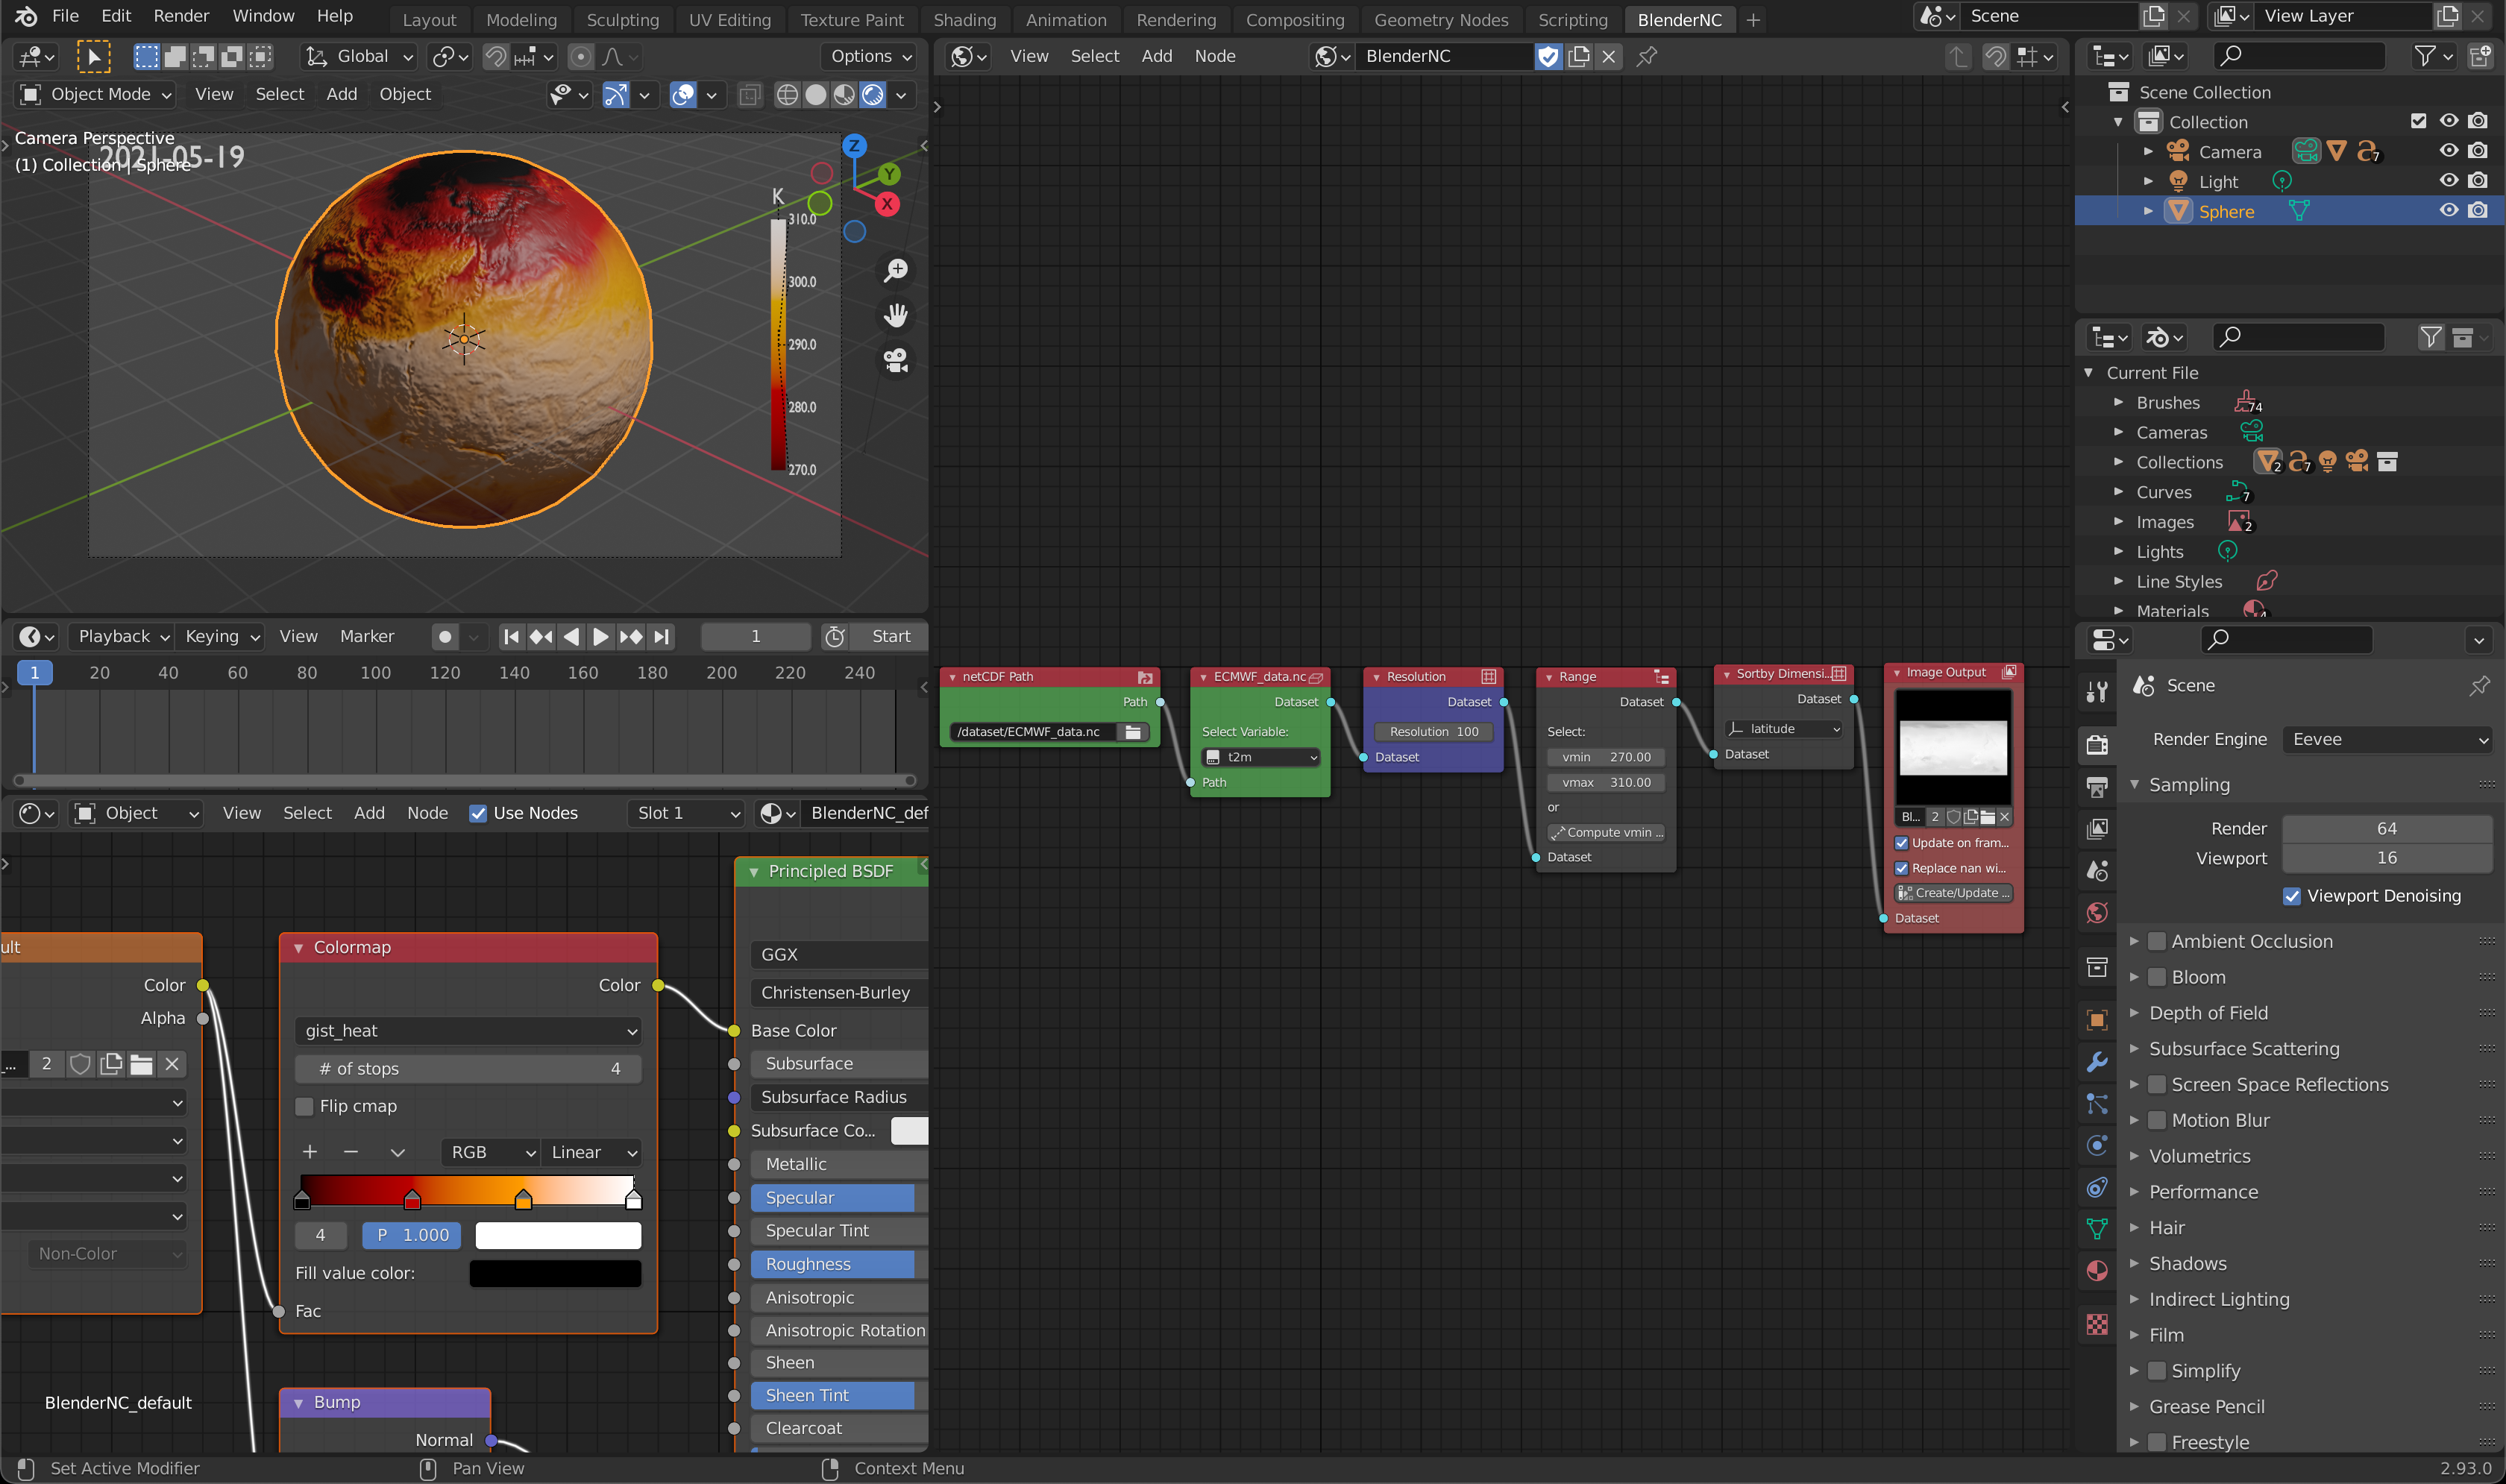 File Edit Render Window Help Layout Modeling Sculpting UV Editing Texture Paint Shading Animation Rendering Compositing Geometry Nodes Scripting BlenderNC + Scene View Layer
Global Options
Object Mode View Select Add Object
Camera Perspective
2021-05-19
(1) Collection | Sphere
Z
Y
X
K
310.0
300.0
290.0
280.0
270.0
View Select Add Node BlenderNC
Scene Collection
Collection
Camera 7
Light
Sphere
Current File
Brushes 74
Cameras
Collections 2 7
Curves 7
Images 2
Lights
Line Styles
Materials
Playback Keying View Marker 1 Start
1 20 40 60 80 100 120 140 160 180 200 220 240
Object View Select Add Node Use Nodes Slot 1 BlenderNC_def
ult
Color
Alpha
... 2
Non-Color
BlenderNC_default
Colormap
Color
gist_heat
# of stops 4
Flip cmap
+ − RGB Linear
4 P 1.000
Fill value color:
Fac
Bump
Normal
Principled BSDF
GGX
Christensen-Burley
Base Color
Subsurface
Subsurface Radius
Subsurface Co...
Metallic
Specular
Specular Tint
Roughness
Anisotropic
Anisotropic Rotation
Sheen
Sheen Tint
Clearcoat
netCDF Path
Path
/dataset/ECMWF_data.nc
ECMWF_data.nc
Dataset
Select Variable:
t2m
Path
Resolution
Dataset
Resolution 100
Dataset
Range
Dataset
Select:
vmin 270.00
vmax 310.00
or
Compute vmin ...
Dataset
Sortby Dimensi...
Dataset
latitude
Dataset
Image Output
Bl... 2
Update on fram...
Replace nan wi...
Create/Update ...
Dataset
Scene
Render Engine Eevee
Sampling
Render 64
Viewport 16
Viewport Denoising
Ambient Occlusion
Bloom
Depth of Field
Subsurface Scattering
Screen Space Reflections
Motion Blur
Volumetrics
Performance
Hair
Shadows
Indirect Lighting
Film
Simplify
Grease Pencil
Freestyle
Set Active Modifier Pan View Context Menu 2.93.0